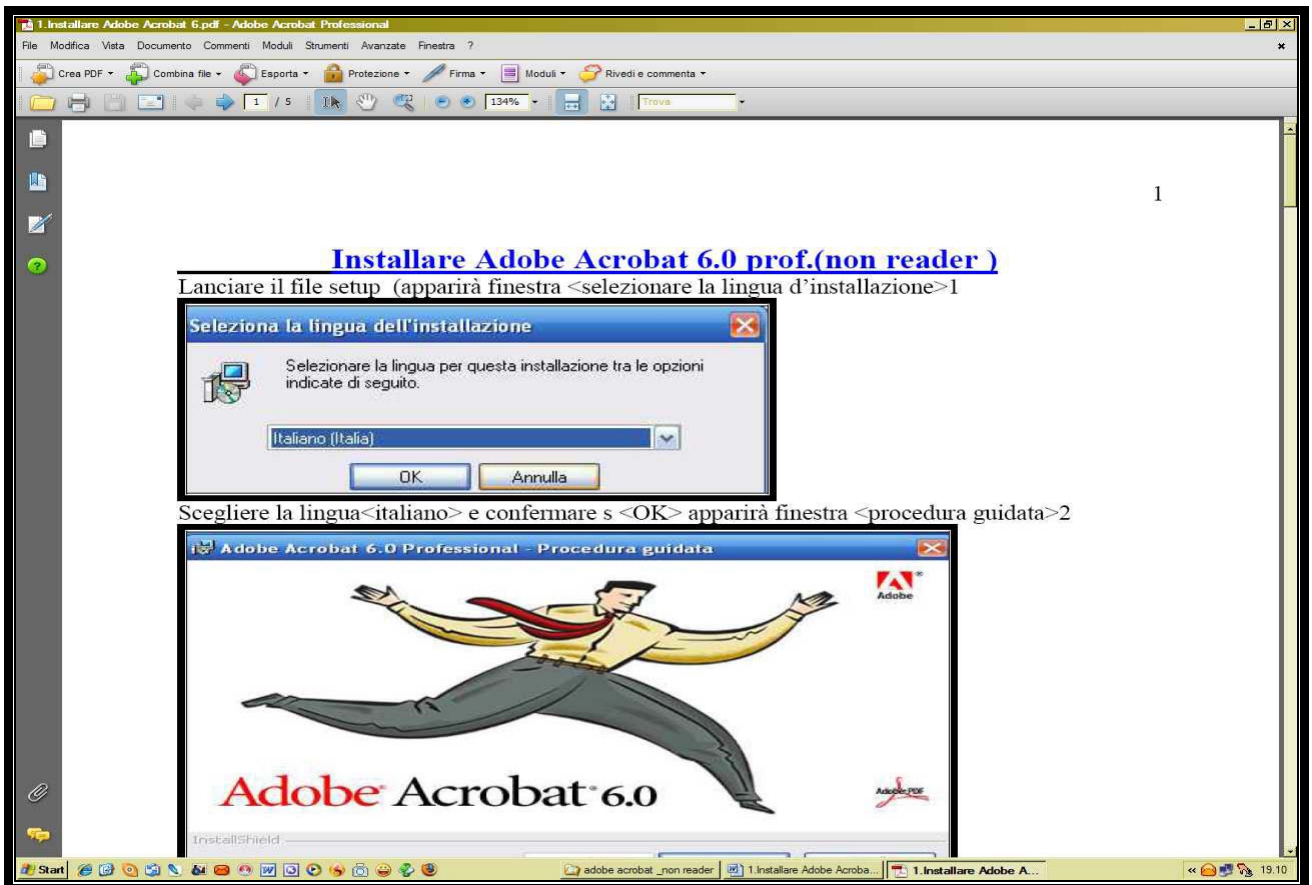 1.Installare Adobe Acrobat 6.pdf - Adobe Acrobat Professional
File Modifica Vista Documento Commenti Moduli Strumenti Avanzate Finestra ?
Crea PDF Combina file Esporta Protezione Firma Moduli Rivedi e commenta
1 / 5 134% Trova
1
Installare Adobe Acrobat 6.0 prof.(non reader )
Lanciare il file setup (apparirà finestra <selezionare la lingua d'installazione>1
Seleziona la lingua dell'installazione
Selezionare la lingua per questa installazione tra le opzioni
indicate di seguito.
Italiano (Italia)
OK Annulla
Scegliere la lingua<italiano> e confermare s <OK> apparirà finestra <procedura guidata>2
Adobe Acrobat 6.0 Professional - Procedura guidata
Adobe
Adobe Acrobat 6.0
Adobe PDF
InstallShield
Start adobe acrobat _non reader 1.Installare Adobe Acroba... 1.Installare Adobe A... « 19.10